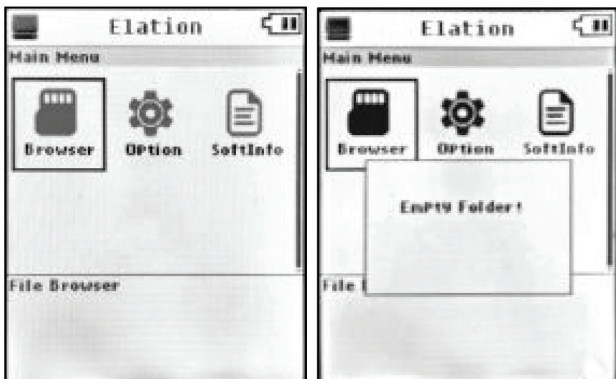 Elation
Main Menu
Browser Option SoftInfo
File Browser
Elation
Main Menu
Browser Option SoftInfo
Empty Folder!
File